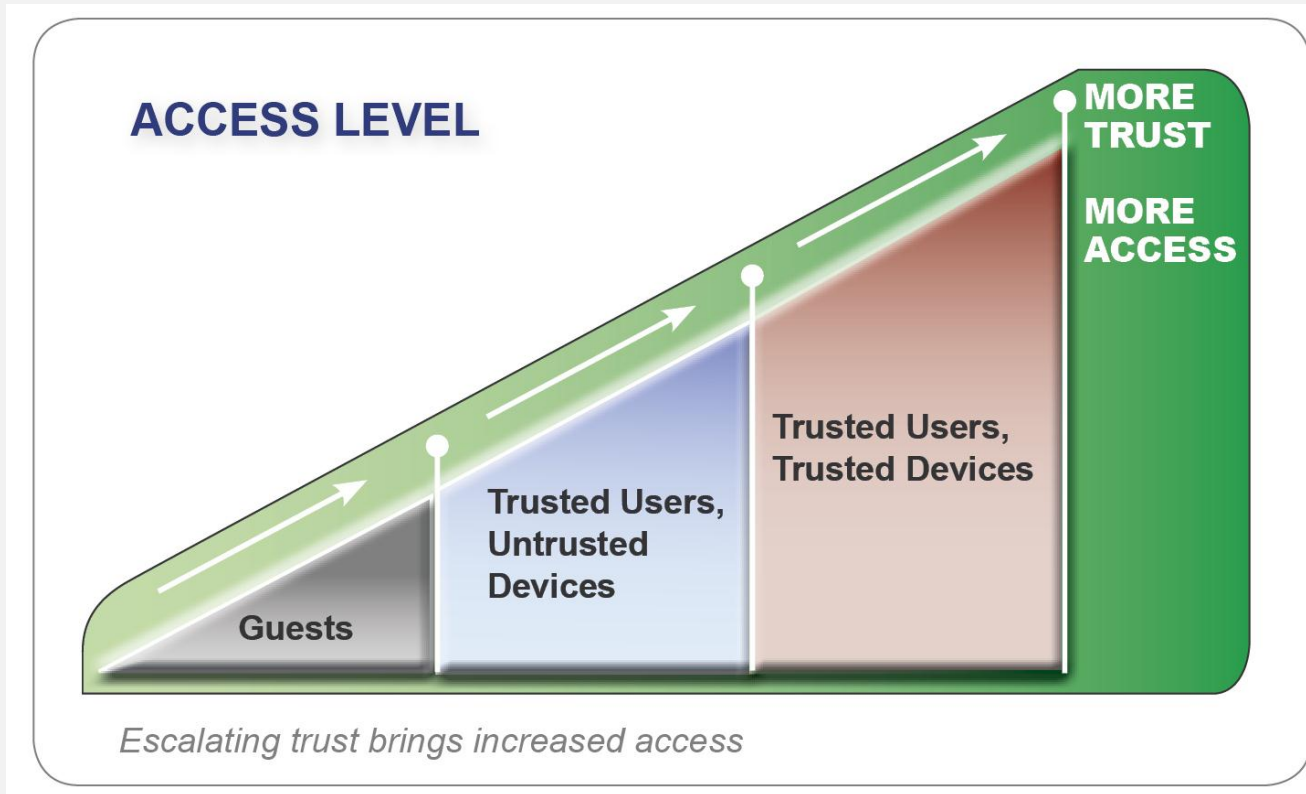 ACCESS LEVEL
MORE
TRUST
MORE
ACCESS
Trusted Users,
Trusted Devices
Trusted Users,
Untrusted
Devices
Guests
Escalating trust brings increased access